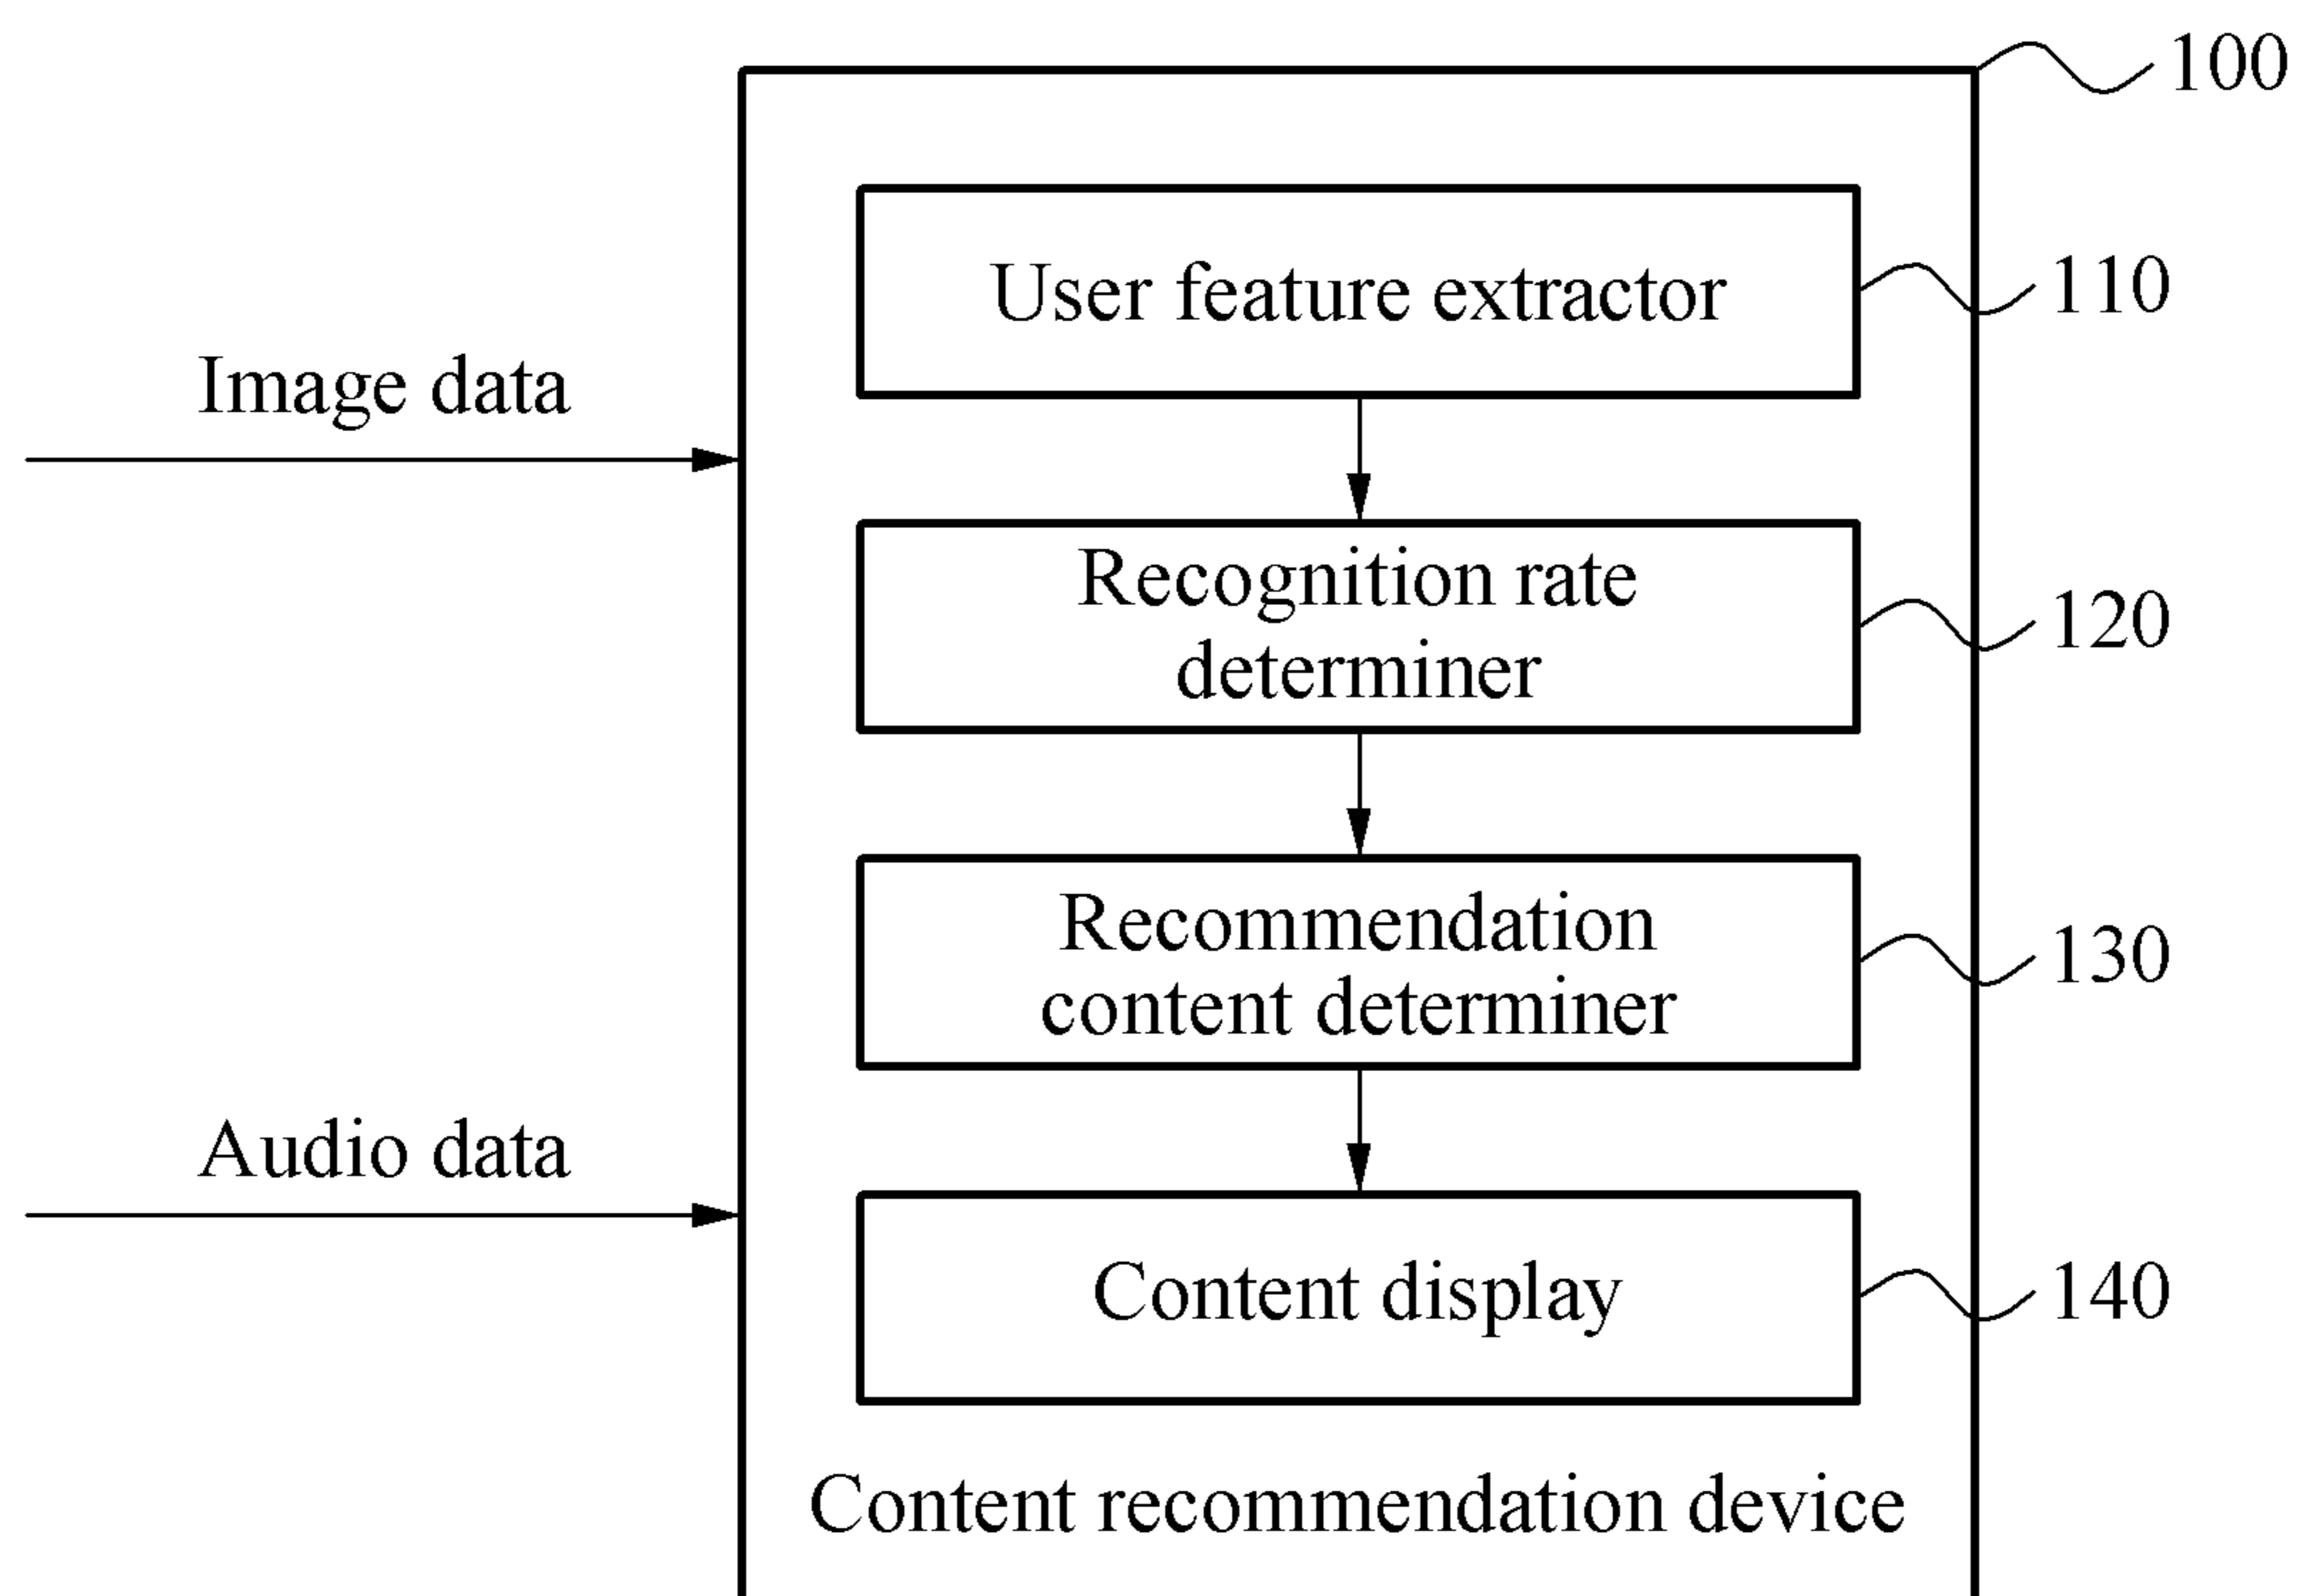 100
User feature extractor
110
Image data
Recognition rate
determiner
120
Recommendation
content determiner
130
Audio data
Content display
140
Content recommendation device